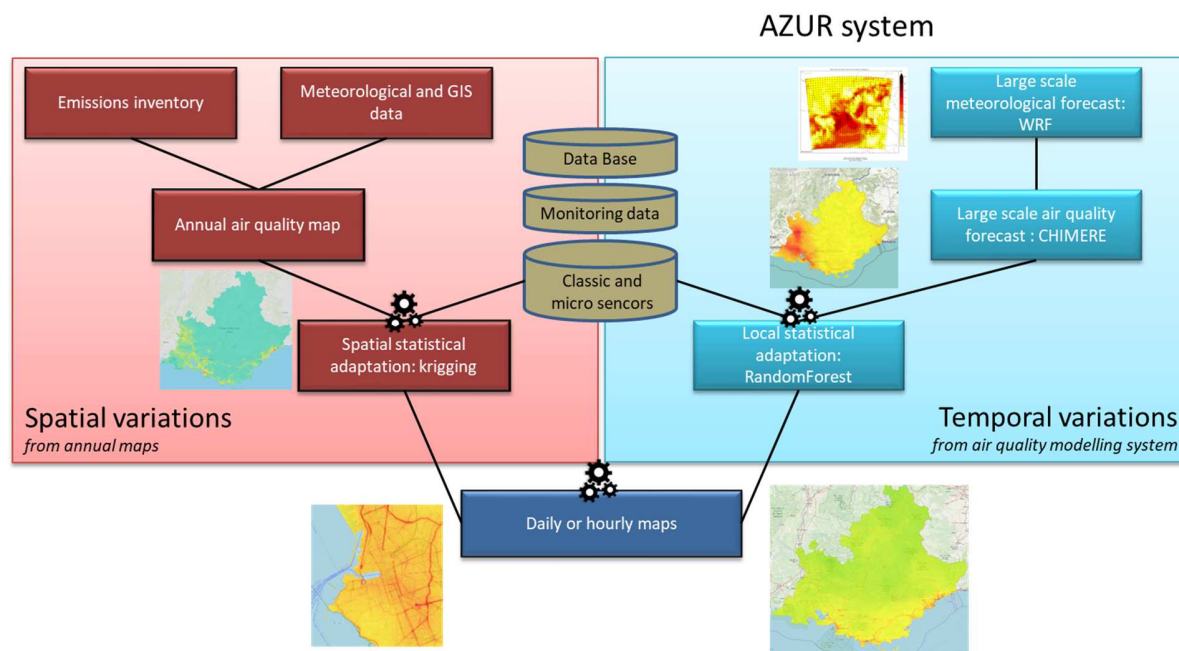 AZUR system
Emissions inventory
Meteorological and GIS
data
Large scale
meteorological forecast:
WRF
Data Base
Annual air quality map
Monitoring data
Large scale air quality
forecast : CHIMERE
Classic and
micro sencors
Spatial statistical
adaptation: krigging
Local statistical
adaptation:
RandomForest
Spatial variations
from annual maps
Temporal variations
from air quality modelling system
Daily or hourly maps